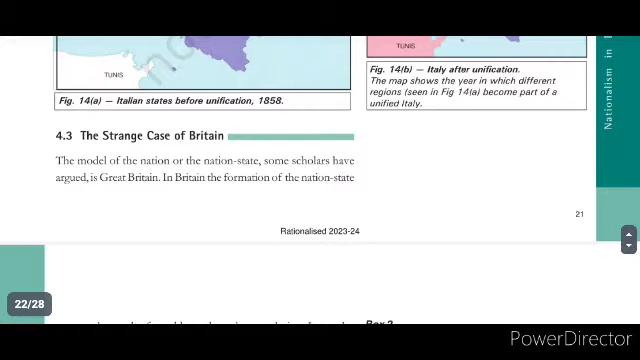 TUNIS
TUNIS
Fig. 14(a) — Italian states before unification, 1858.
Fig. 14(b) — Italy after unification.
The map shows the year in which different
regions (seen in Fig 14(a) become part of a
unified Italy.
Nationalism in
4.3 The Strange Case of Britain
The model of the nation or the nation-state, some scholars have
argued, is Great Britain. In Britain the formation of the nation-state
21
Rationalised 2023-24
22/28
Box 2
PowerDirector